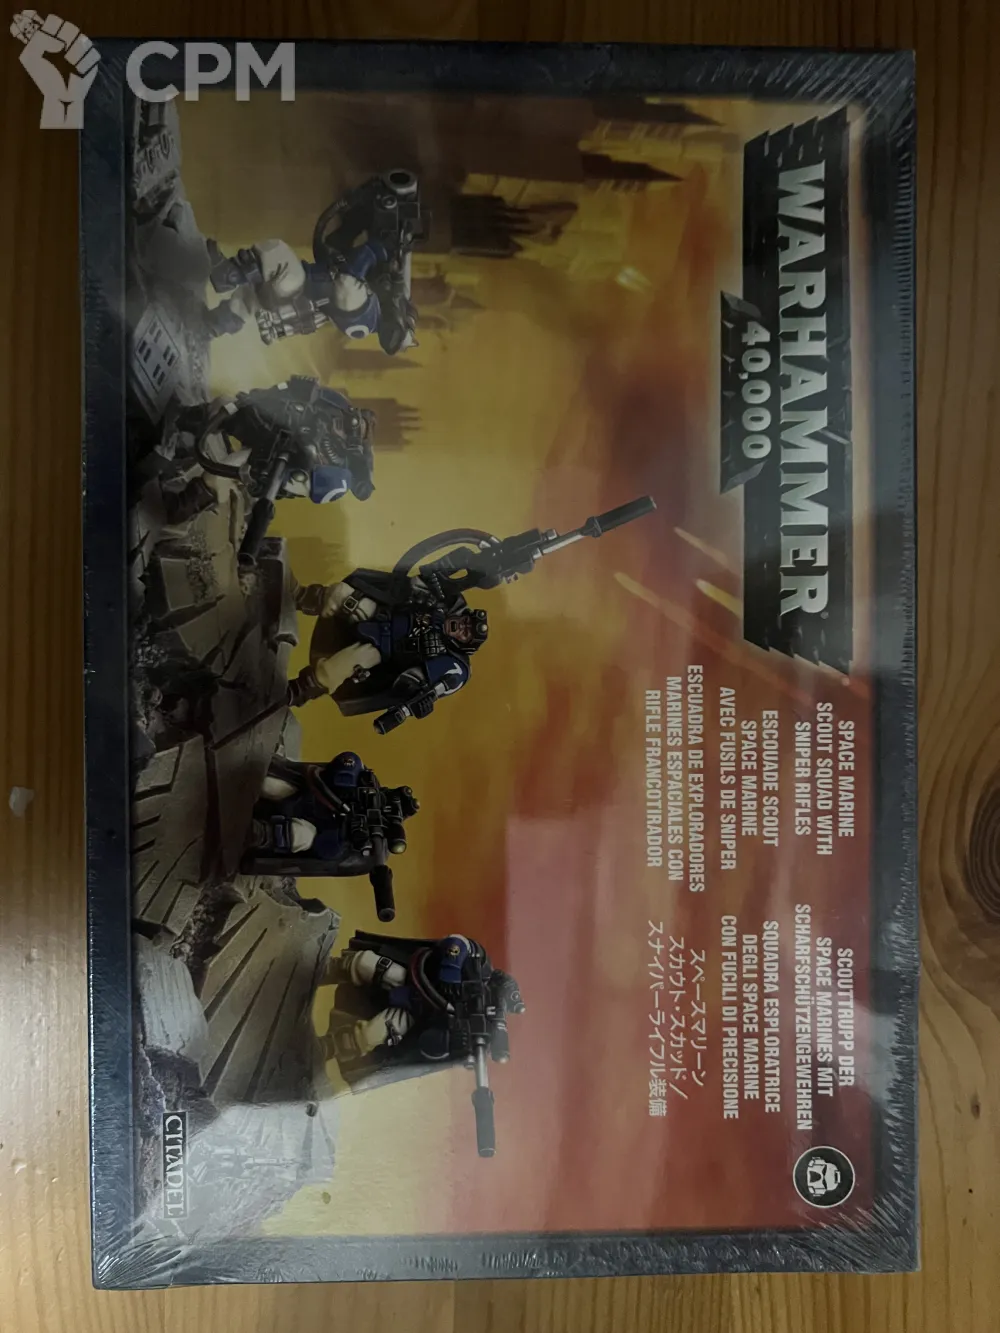 CPM
WARHAMMER®
40,000
SPACE MARINE
SCOUT SQUAD WITH
SNIPER RIFLES
ESCOUADE SCOUT
SPACE MARINE
AVEC FUSILS DE SNIPER
ESCUADRA DE EXPLORADORES
MARINES ESPACIALES CON
RIFLE FRANCOTIRADOR
SCOUTTRUPP DER
SPACE MARINES MIT
SCHARFSCHÜTZENGEWEHREN
SQUADRA ESPLORATRICE
DEGLI SPACE MARINE
CON FUCILI DI PRECISIONE
スペースマリーン
スカウト・スカッド/
スナイパーライフル装備
CITADEL